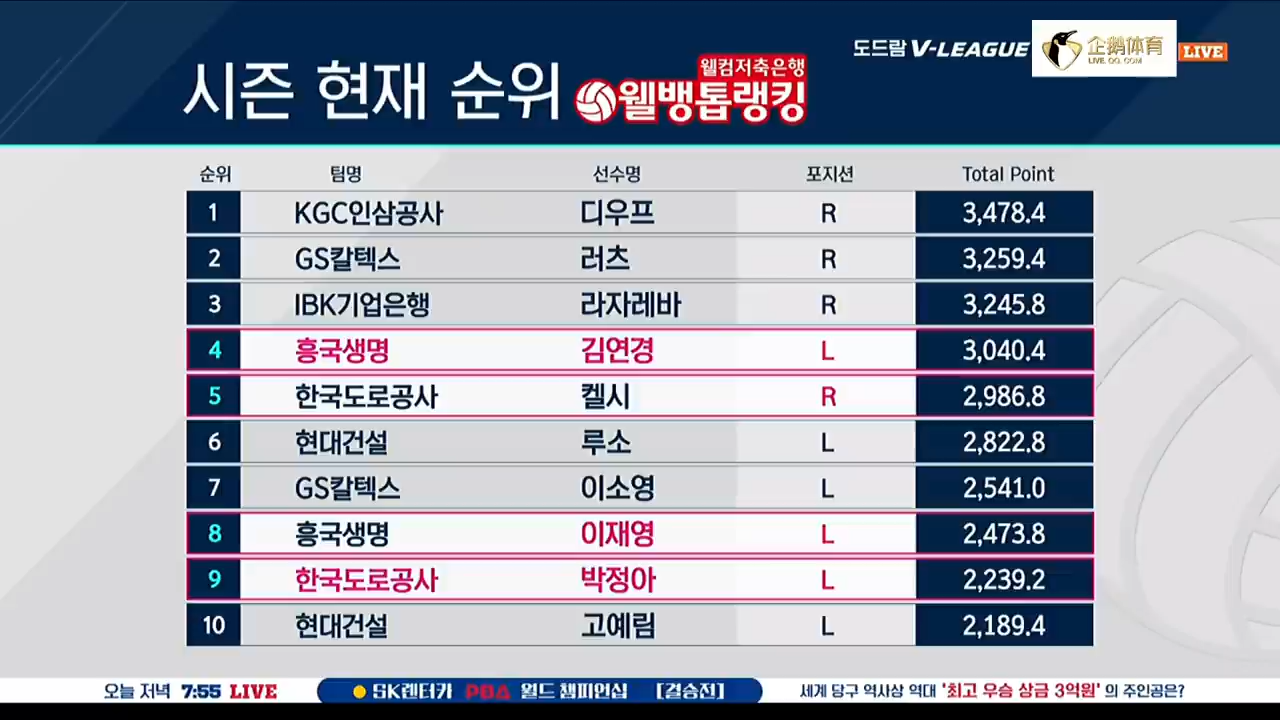 도드람 V-LEAGUE 企鹅体育 LIVE.QQ.COM LIVE
시즌 현재 순위 웰컴저축은행 웰뱅톱랭킹
순위 팀명 선수명 포지션 Total Point
1 KGC인삼공사 디우프 R 3,478.4
2 GS칼텍스 러츠 R 3,259.4
3 IBK기업은행 라자레바 R 3,245.8
4 흥국생명 김연경 L 3,040.4
5 한국도로공사 켈시 R 2,986.8
6 현대건설 루소 L 2,822.8
7 GS칼텍스 이소영 L 2,541.0
8 흥국생명 이재영 L 2,473.8
9 한국도로공사 박정아 L 2,239.2
10 현대건설 고예림 L 2,189.4
오늘 저녁 7:55 LIVE SK렌터카 PBA 월드 챔피언십 [결승전] 세계 당구 역사상 역대 '최고 우승 상금 3억원' 의 주인공은?